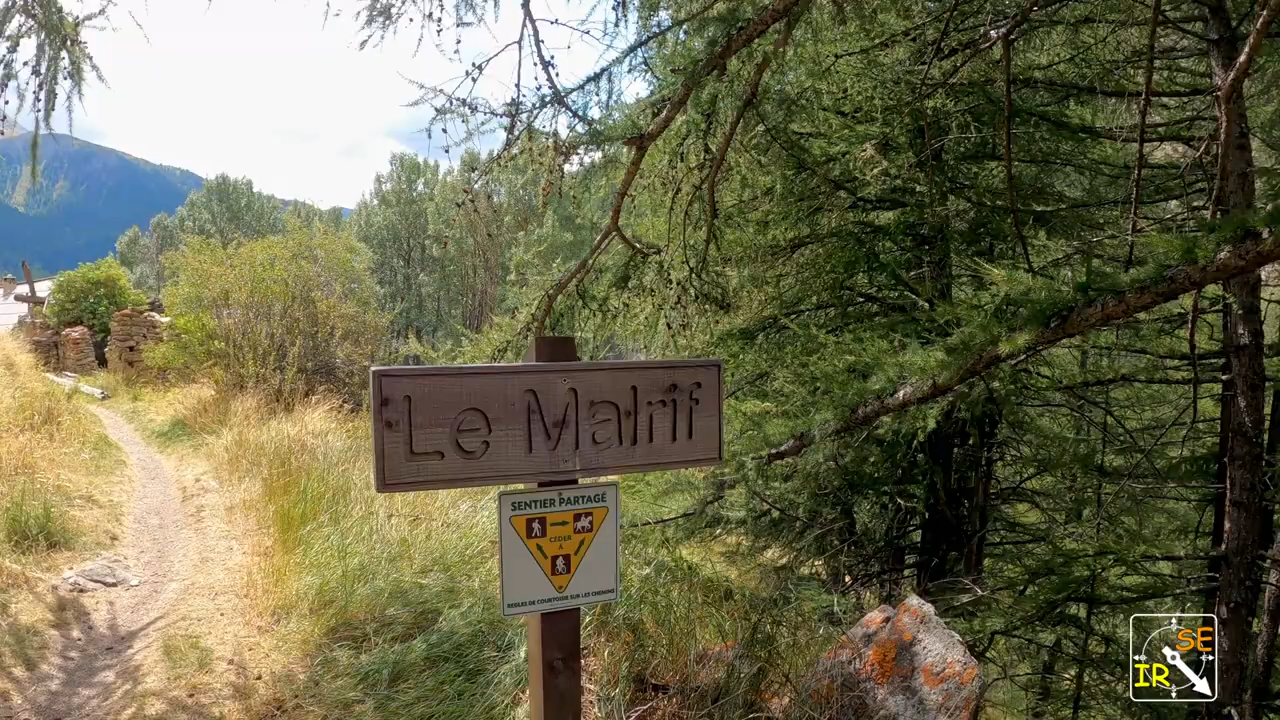 Le Malrif
SENTIER PARTAGÉ
CÉDER
À
RÈGLES DE COURTOISIE SUR LES CHEMINS
SE
IR